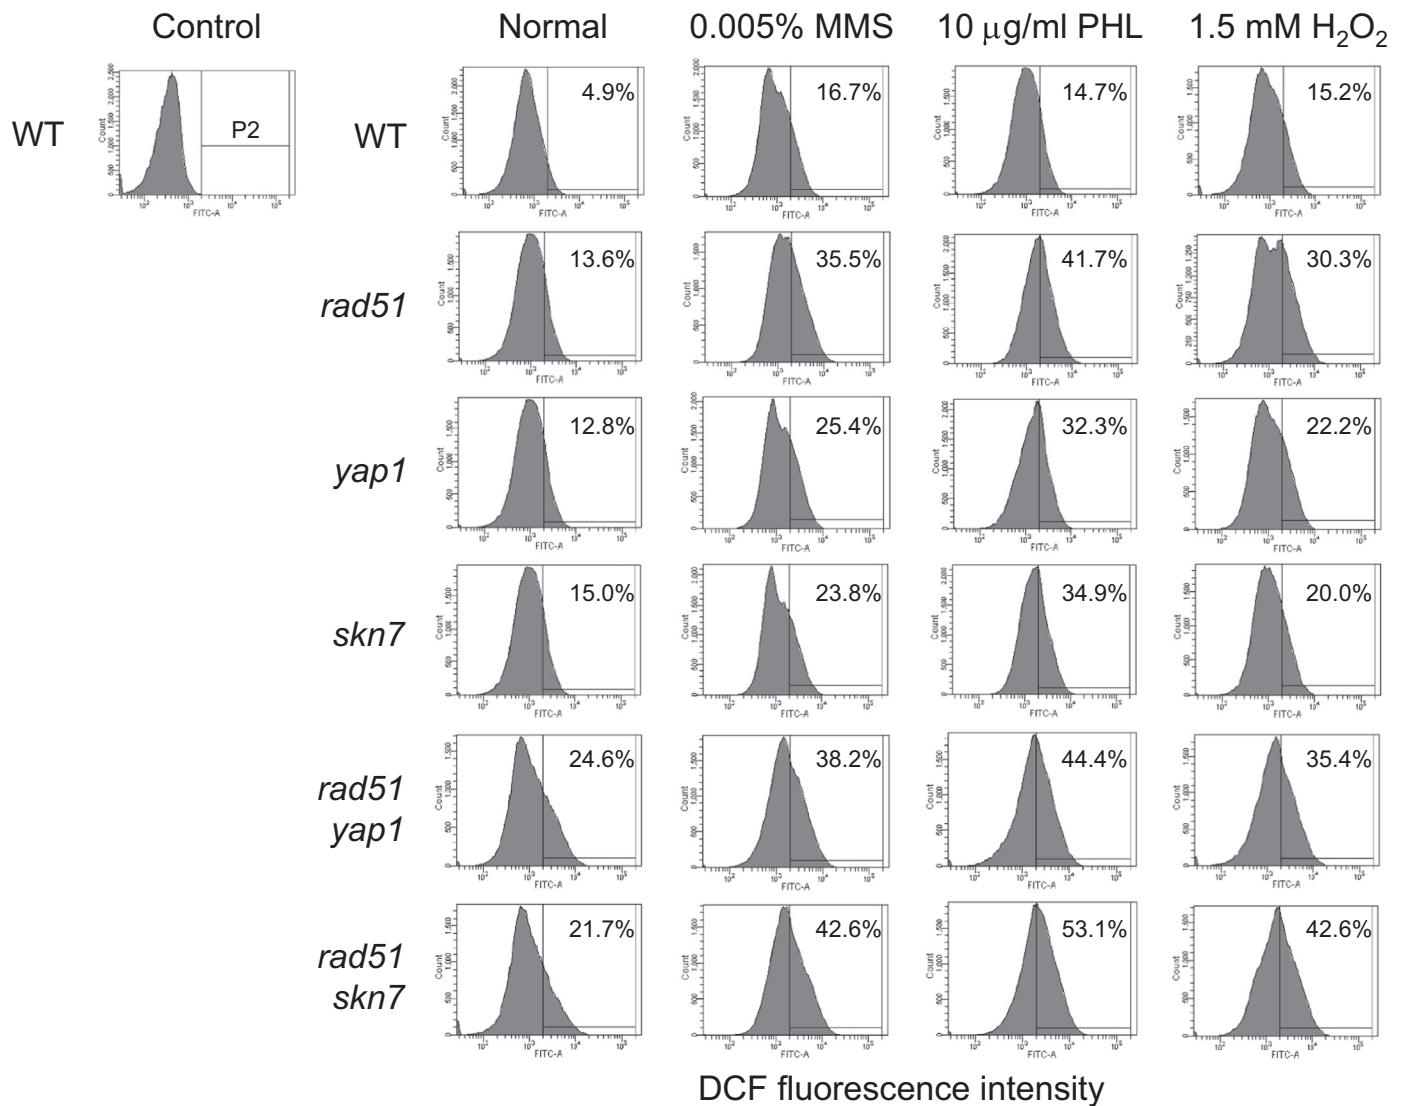 Control
Normal
0.005% MMS
10 μg/ml PHL
1.5 mM H₂O₂
WT
P2
Count
FITC-A
WT
4.9%
16.7%
14.7%
15.2%
rad51
13.6%
35.5%
41.7%
30.3%
yap1
12.8%
25.4%
32.3%
22.2%
skn7
15.0%
23.8%
34.9%
20.0%
rad51
yap1
24.6%
38.2%
44.4%
35.4%
rad51
skn7
21.7%
42.6%
53.1%
42.6%
DCF fluorescence intensity